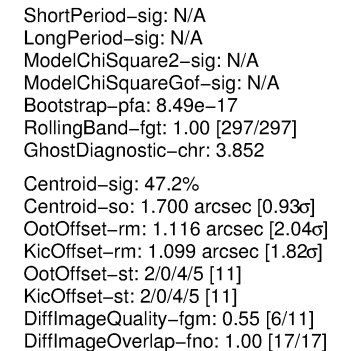 ShortPeriod−sig: N/A
LongPeriod−sig: N/A
ModelChiSquare2−sig: N/A
ModelChiSquareGof−sig: N/A
Bootstrap−pfa: 8.49e−17
RollingBand−fgt: 1.00 [297/297]
GhostDiagnostic−chr: 3.852
Centroid−sig: 47.2%
Centroid−so: 1.700 arcsec [0.93σ]
OotOffset−rm: 1.116 arcsec [2.04σ]
KicOffset−rm: 1.099 arcsec [1.82σ]
OotOffset−st: 2/0/4/5 [11]
KicOffset−st: 2/0/4/5 [11]
DiffImageQuality−fgm: 0.55 [6/11]
DiffImageOverlap−fno: 1.00 [17/17]